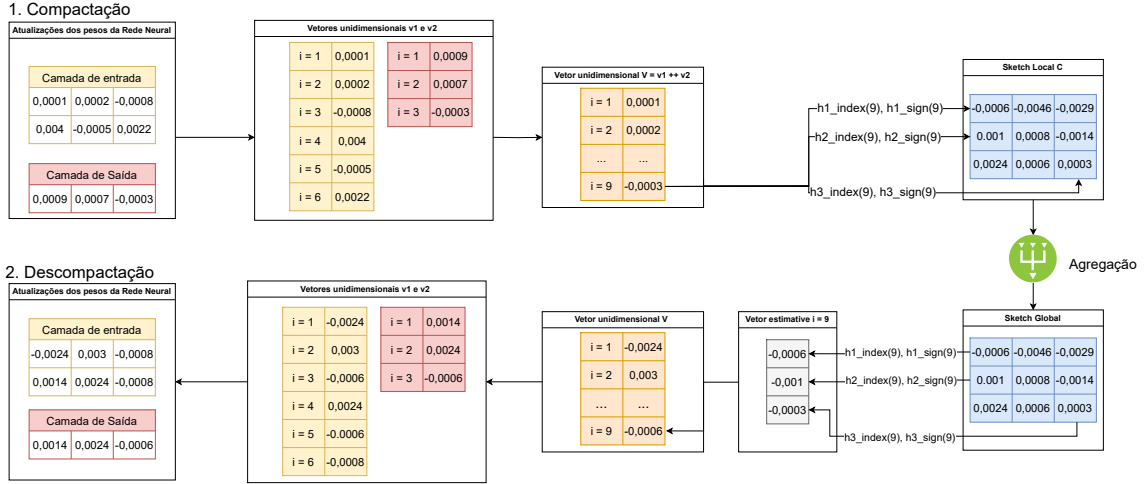 1. Compactação
Atualizações dos pesos da Rede Neural
Camada de entrada
0,0001 0,0002 -0,0008
0,004 -0,0005 0,0022
Camada de Saída
0,0009 0,0007 -0,0003
Vetores unidimensionais v1 e v2
i = 1 0,0001
i = 2 0,0002
i = 3 -0,0008
i = 4 0,004
i = 5 -0,0005
i = 6 0,0022
i = 1 0,0009
i = 2 0,0007
i = 3 -0,0003
Vetor unidimensional V = v1 ++ v2
i = 1 0,0001
i = 2 0,0002
... ...
i = 9 -0,0003
h1_index(9), h1_sign(9)
h2_index(9), h2_sign(9)
h3_index(9), h3_sign(9)
Sketch Local C
-0,0006 -0,0046 -0,0029
0.001 0,0008 -0,0014
0,0024 0,0006 0,0003
Agregação
2. Descompactação
Atualizações dos pesos da Rede Neural
Camada de entrada
-0,0024 0,003 -0,0008
0,0014 0,0024 -0,0008
Camada de Saída
0,0014 0,0024 -0,0006
Vetores unidimensionais v1 e v2
i = 1 -0,0024
i = 2 0,003
i = 3 -0,0006
i = 4 0,0024
i = 5 -0.0006
i = 6 -0,0008
i = 1 0,0014
i = 2 0,0024
i = 3 -0,0006
Vetor unidimensional V
i = 1 -0,0024
i = 2 0,003
... ...
i = 9 -0,0006
Vetor estimative i = 9
-0,0006
-0,001
-0,0003
h1_index(9), h1_sign(9)
h2_index(9), h2_sign(9)
h3_index(9), h3_sign(9)
Sketch Global
-0,0006 -0,0046 -0,0029
0.001 0,0008 -0,0014
0,0024 0,0006 0,0003